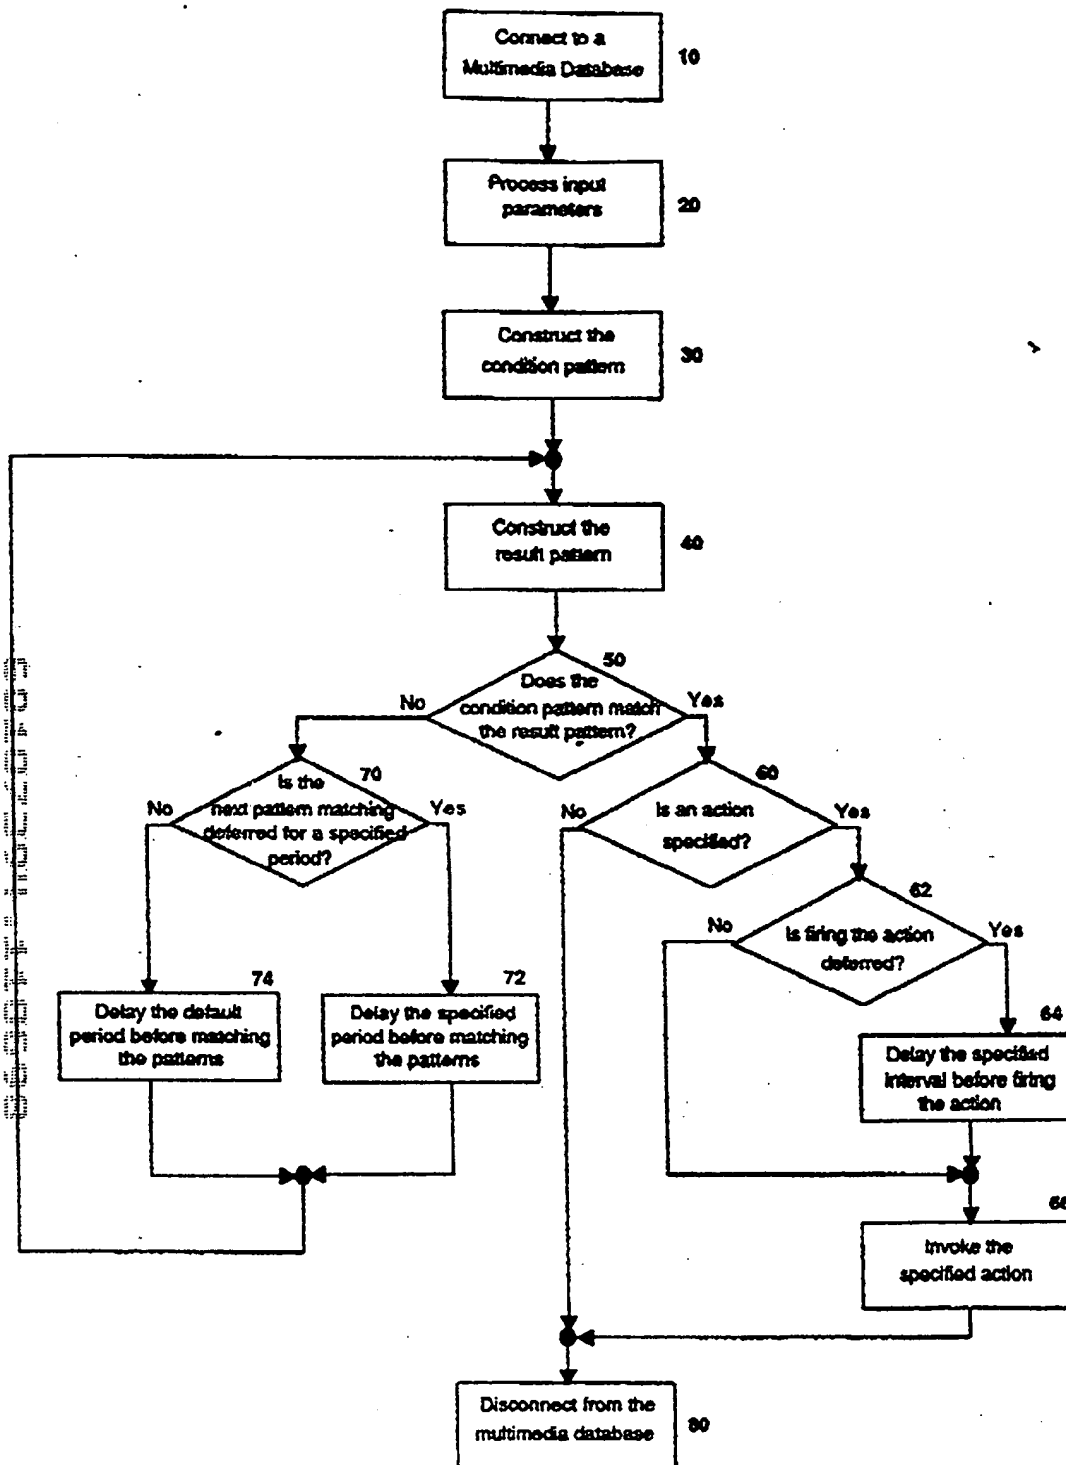 Connect to a
Multimedia Database
10
Process input
parameters
20
Construct the
condition pattern
30
Construct the
result pattern
40
50
Does the
condition pattern match
the result pattern?
No
Yes
70
Is the
next pattern matching
deferred for a specified
period?
No
Yes
60
Is an action
specified?
No
Yes
62
Is firing the action
deferred?
No
Yes
74
Delay the default
period before matching
the patterns
72
Delay the specified
period before matching
the patterns
64
Delay the specified
interval before firing
the action
66
Invoke the
specified action
Disconnect from the
multimedia database
80